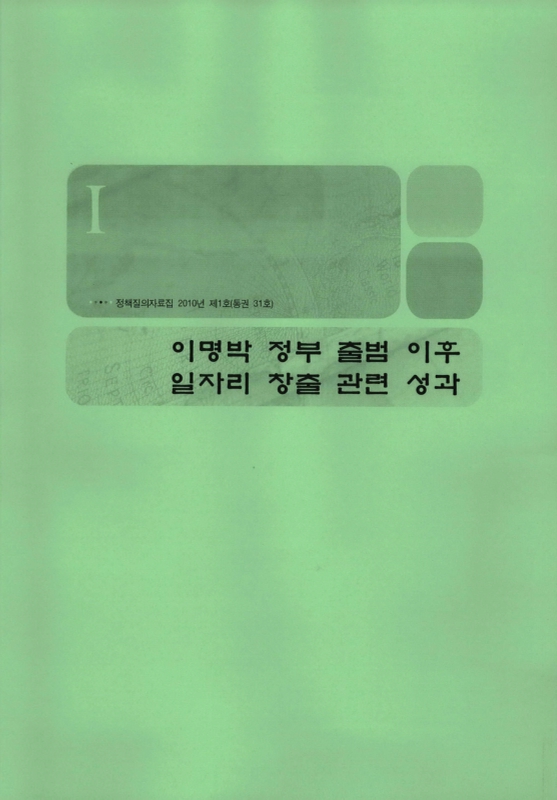 I
정책질의자료집 2010년 제1호(통권 31호)
이명박 정부 출범 이후
일자리 창출 관련 성과